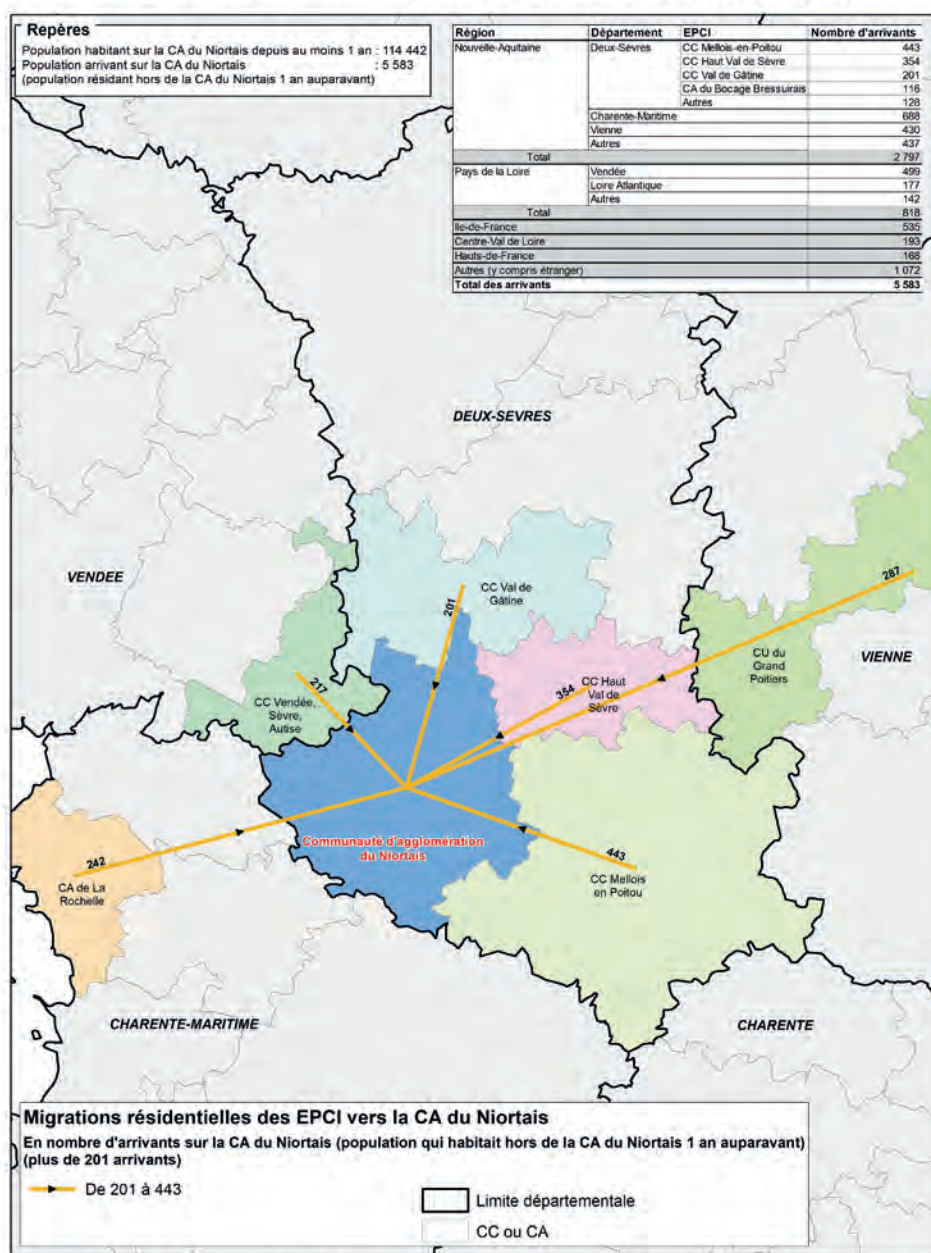 Repères
Population habitant sur la CA du Niortais depuis au moins 1 an : 114 442
Population arrivant sur la CA du Niortais : 5 583
(population résidant hors de la CA du Niortais 1 an auparavant)
Région Département EPCI Nombre d'arrivants
Nouvelle-Aquitaine Deux-Sèvres CC Mellois-en-Poitou 443
CC Haut Val de Sèvre 354
CC Val de Gâtine 201
CA du Bocage Bressuirais 116
Autres 128
Charente-Maritime 688
Vienne 430
Autres 437
Total 2 797
Pays de la Loire Vendée 499
Loire Atlantique 177
Autres 142
Total 818
Ile-de-France 535
Centre-Val de Loire 193
Hauts-de-France 168
Autres (y compris étranger) 1 072
Total des arrivants 5 583
DEUX-SEVRES
VENDEE
CC Val de
Gâtine
201
287
CU du
Grand
Poitiers
VIENNE
217
CC Vendée,
Sèvre,
Autise
354
CC Haut
Val de
Sèvre
Communauté d'agglomération
du Niortais
242
CA de La
Rochelle
443
CC Mellois
en Poitou
CHARENTE-MARITIME
CHARENTE
Migrations résidentielles des EPCI vers la CA du Niortais
En nombre d'arrivants sur la CA du Niortais (population qui habitait hors de la CA du Niortais 1 an auparavant)
(plus de 201 arrivants)
De 201 à 443
Limite départementale
CC ou CA